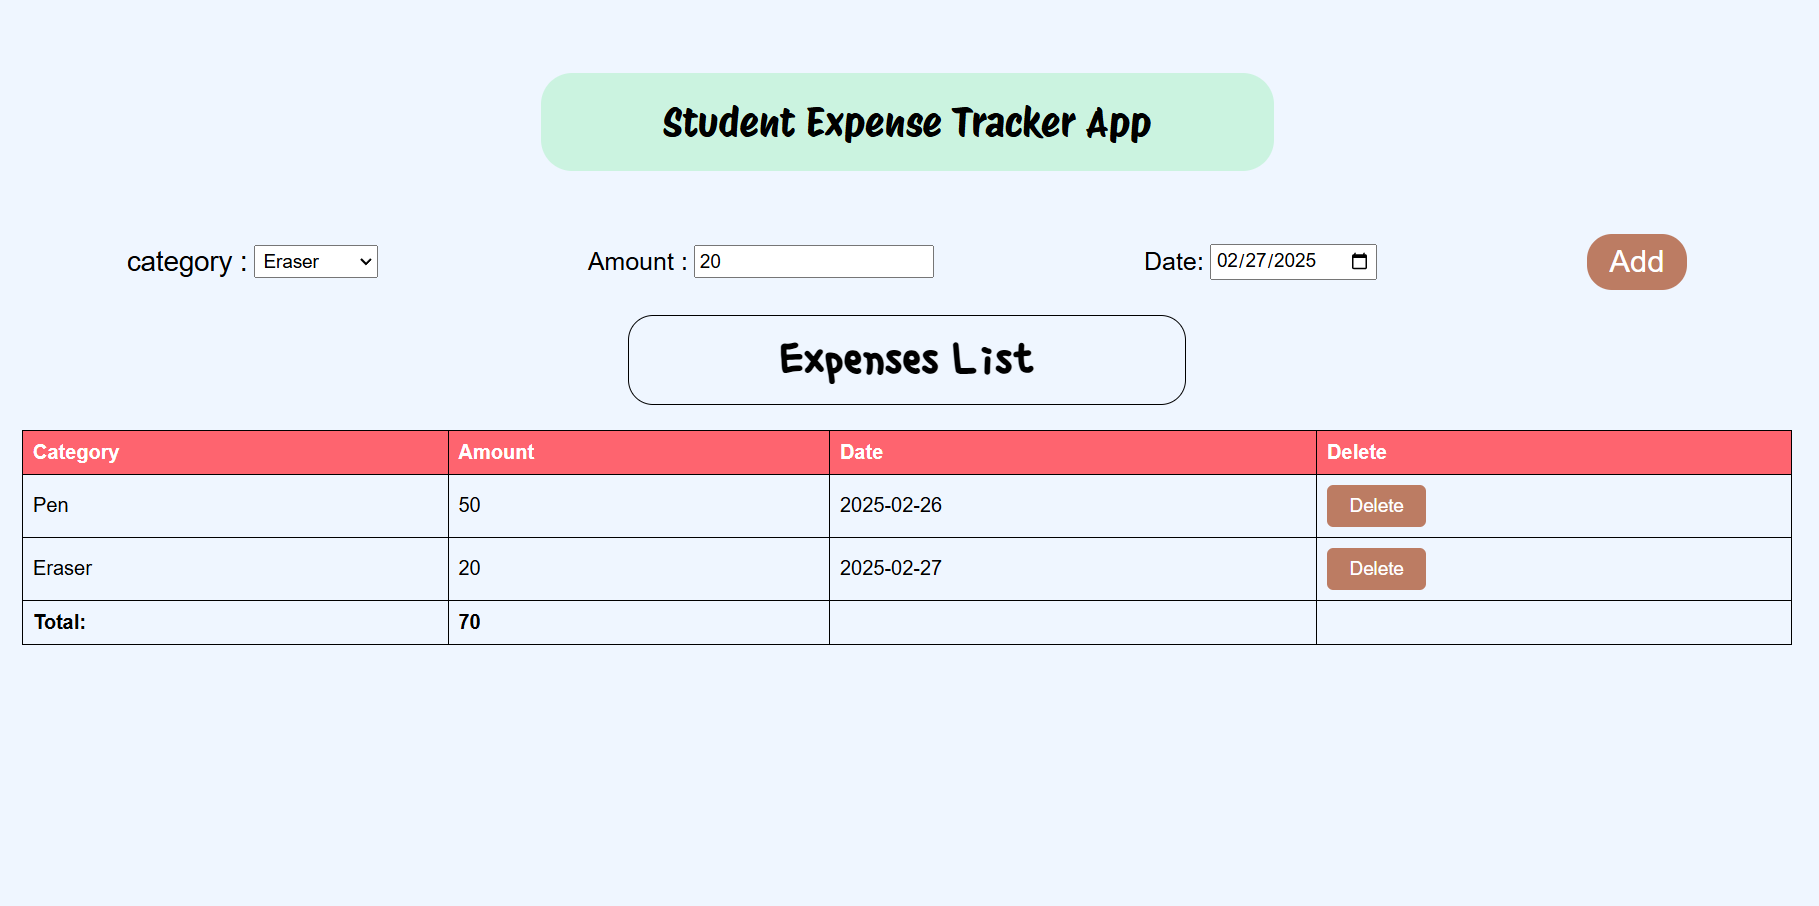 Student Expense Tracker App
category : Eraser Amount : 20 Date: 02/27/2025 Add
Expenses List
Category Amount Date Delete
Pen 50 2025-02-26 Delete
Eraser 20 2025-02-27 Delete
Total: 70